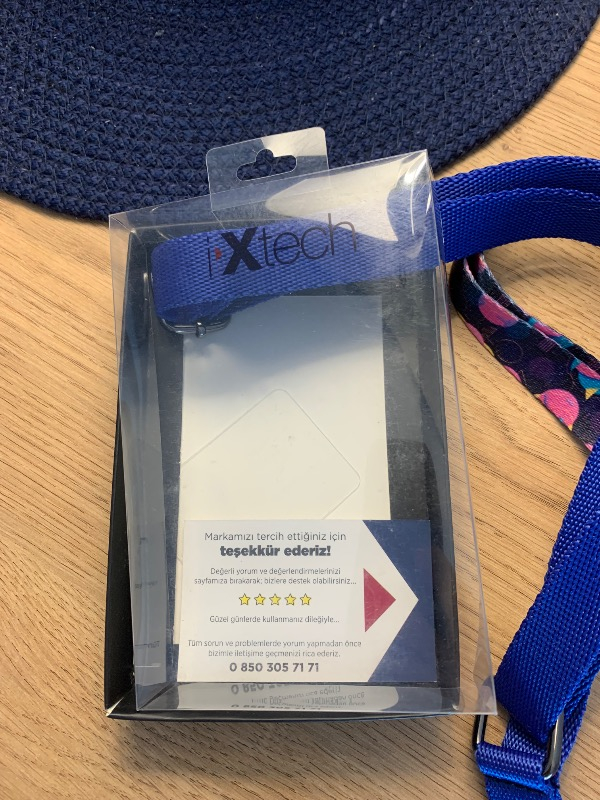 i·Xtech
Markamızı tercih ettiğiniz için
teşekkür ederiz!
Değerli yorum ve değerlendirmelerinizi
sayfamıza bırakarak; bizlere destek olabilirsiniz...
Güzel günlerde kullanmanız dileğiyle...
Tüm sorun ve problemlerde yorum yapmadan önce
bizimle iletişime geçmenizi rica ederiz.
0 850 305 71 71